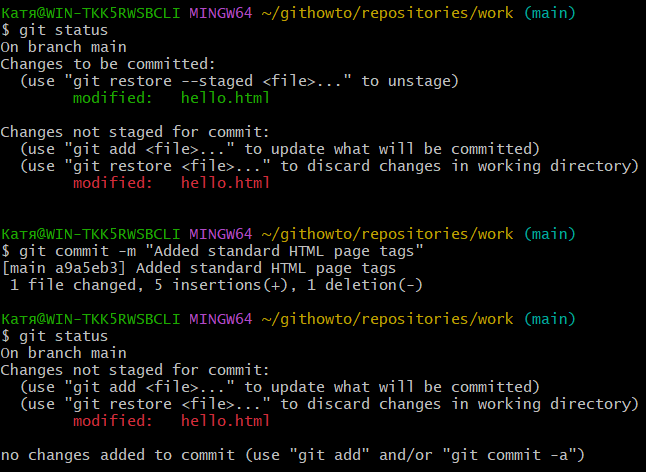 Катя@WIN-TKK5RWSBCLI MINGW64 ~/githowto/repositories/work (main)
$ git status
On branch main
Changes to be committed:
  (use "git restore --staged <file>..." to unstage)
        modified:   hello.html

Changes not staged for commit:
  (use "git add <file>..." to update what will be committed)
  (use "git restore <file>..." to discard changes in working directory)
        modified:   hello.html


Катя@WIN-TKK5RWSBCLI MINGW64 ~/githowto/repositories/work (main)
$ git commit -m "Added standard HTML page tags"
[main a9a5eb3] Added standard HTML page tags
 1 file changed, 5 insertions(+), 1 deletion(-)

Катя@WIN-TKK5RWSBCLI MINGW64 ~/githowto/repositories/work (main)
$ git status
On branch main
Changes not staged for commit:
  (use "git add <file>..." to update what will be committed)
  (use "git restore <file>..." to discard changes in working directory)
        modified:   hello.html

no changes added to commit (use "git add" and/or "git commit -a")